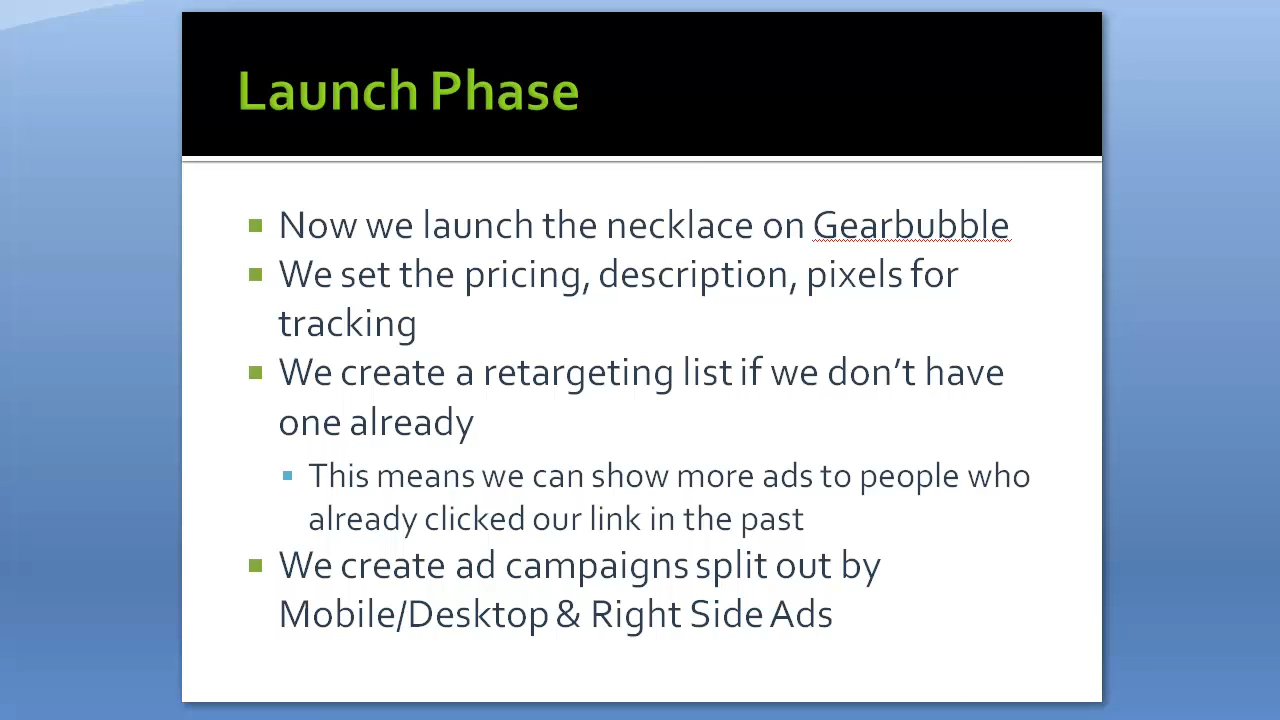 Launch Phase
Now we launch the necklace on Gearbubble
We set the pricing, description, pixels for
tracking
We create a retargeting list if we don’t have
one already
This means we can show more ads to people who
already clicked our link in the past
We create ad campaigns split out by
Mobile/Desktop & Right Side Ads